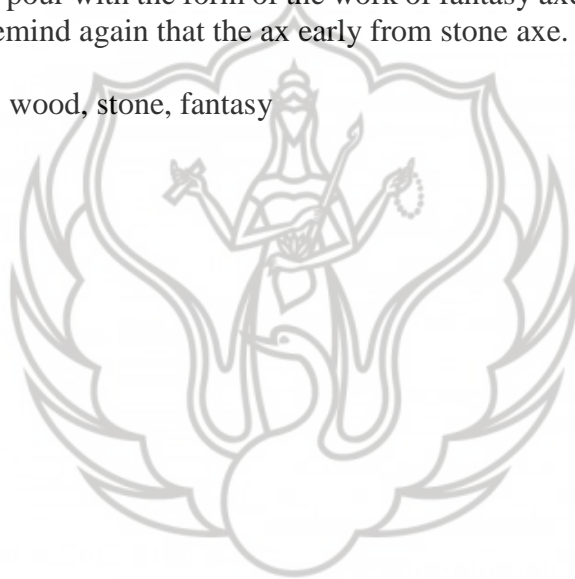 pour with the form of the work of fantasy axe
emind again that the ax early from stone axe.
wood, stone, fantasy